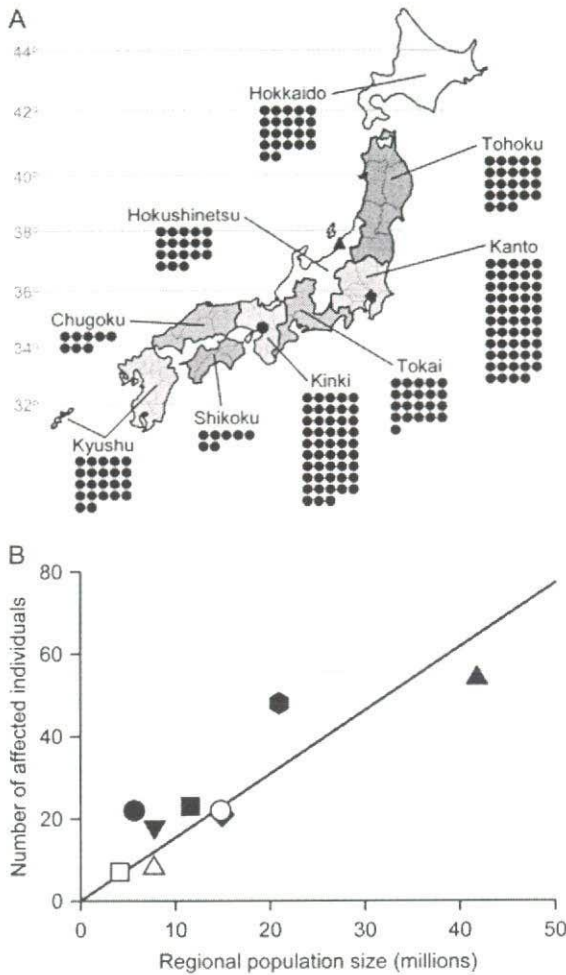 A
44°
42°
40°
38°
36°
34°
32°
Hokkaido
Tohoku
Hokushinetsu
Kanto
Chugoku
Tokai
Kinki
Shikoku
Kyushu
B
Number of affected individuals
80
60
40
20
0
0 10 20 30 40 50
Regional population size (millions)